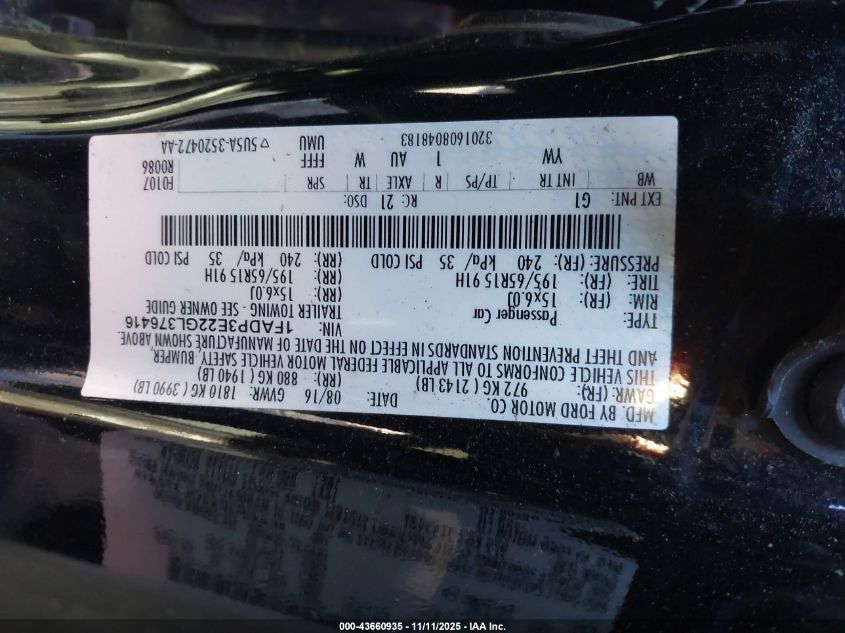 MFD. BY FORD MOTOR CO.
DATE: 08/16 GVWR: 1810 KG ( 3990 LB)
GAWR: (FR) 972 KG ( 2143 LB) (RR): 880 KG ( 1940 LB)
THIS VEHICLE CONFORMS TO ALL APPLICABLE FEDERAL MOTOR VEHICLE SAFETY, BUMPER,
AND THEFT PREVENTION STANDARDS IN EFFECT ON THE DATE OF MANUFACTURE SHOWN ABOVE.
VIN: 1FADP3E22GL376416
TYPE: Passenger Car TRAILER TOWING - SEE OWNER GUIDE
RIM: (FR): 15x6.0J (RR): 15x6.0J
TIRE: (FR): 195/65R15 91H (RR): 195/65R15 91H
PRESSURE: (FR): 240 kPa/ 35 PSI COLD (RR): 240 kPa/ 35 PSI COLD
EXT PNT: G1 RC: 21 DSO: F0107
WB INT TR TP/PS R AXLE TR SPR R0086
YW 1 AU W FFFF
3201608048183 UMU ▽ 5U5A-3520472-AA
000-43660935 - 11/11/2025 - IAA Inc.